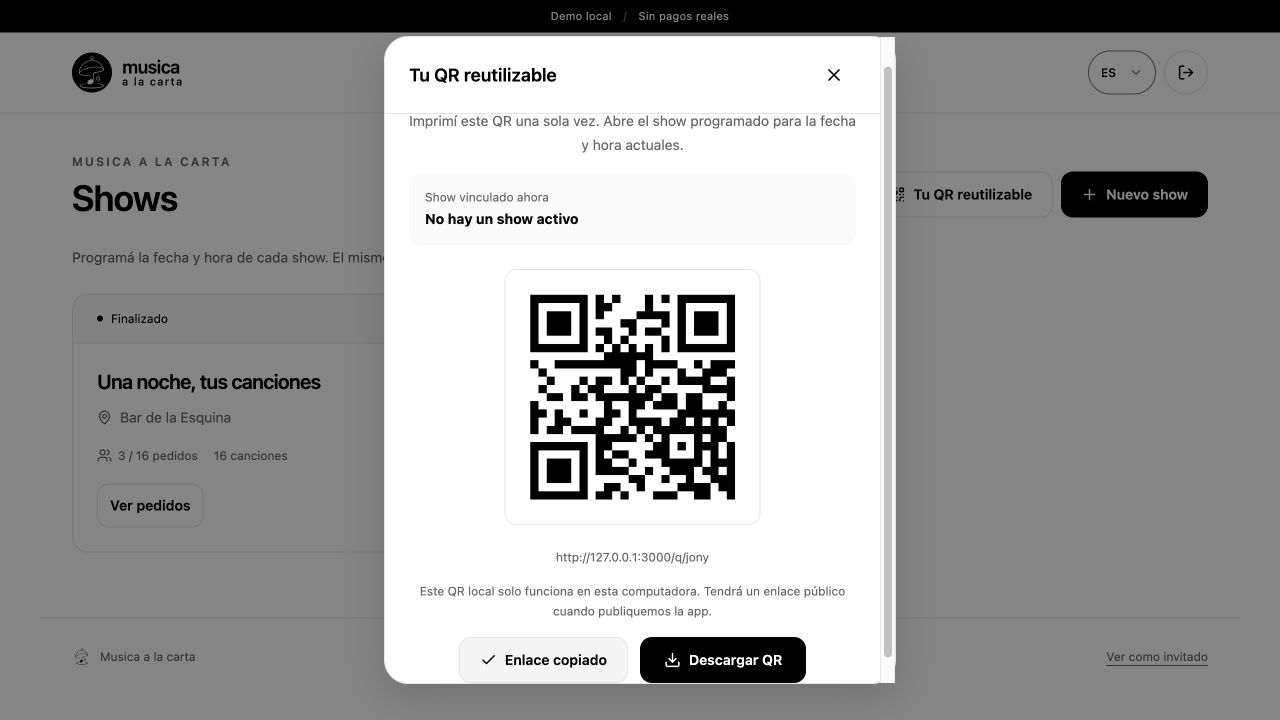 Demo local / Sin pagos reales
musica
a la carta
ES
Tu QR reutilizable
Imprimí este QR una sola vez. Abre el show programado para la fecha
y hora actuales.
Show vinculado ahora
No hay un show activo
http://127.0.0.1:3000/q/jony
Este QR local solo funciona en esta computadora. Tendrá un enlace público
cuando publiquemos la app.
Enlace copiado
Descargar QR
MUSICA A LA CARTA
Shows
Tu QR reutilizable
Nuevo show
Programá la fecha y hora de cada show. El mismo
Finalizado
Una noche, tus canciones
Bar de la Esquina
3 / 16 pedidos 16 canciones
Ver pedidos
Musica a la carta
Ver como invitado